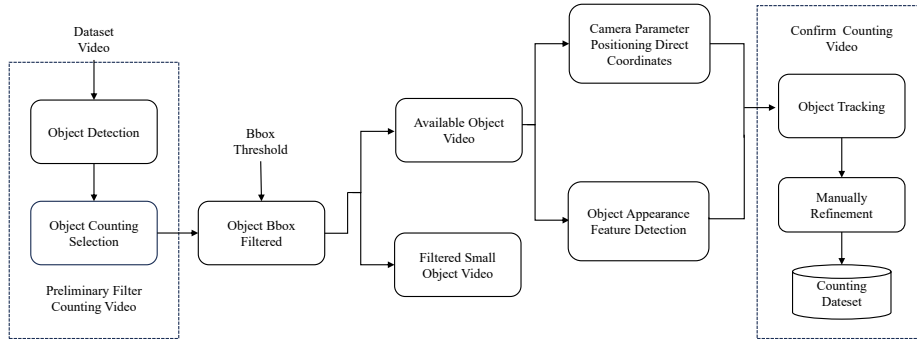 Dataset
Video
Object Detection
Object Counting
Selection
Preliminary Filter
Counting Video
Bbox
Threshold
Object Bbox
Filtered
Available Object
Video
Filtered Small
Object Video
Camera Parameter
Positioning Direct
Coordinates
Object Appearance
Feature Detection
Confirm Counting
Video
Object Tracking
Manually
Refinement
Counting
Dateset